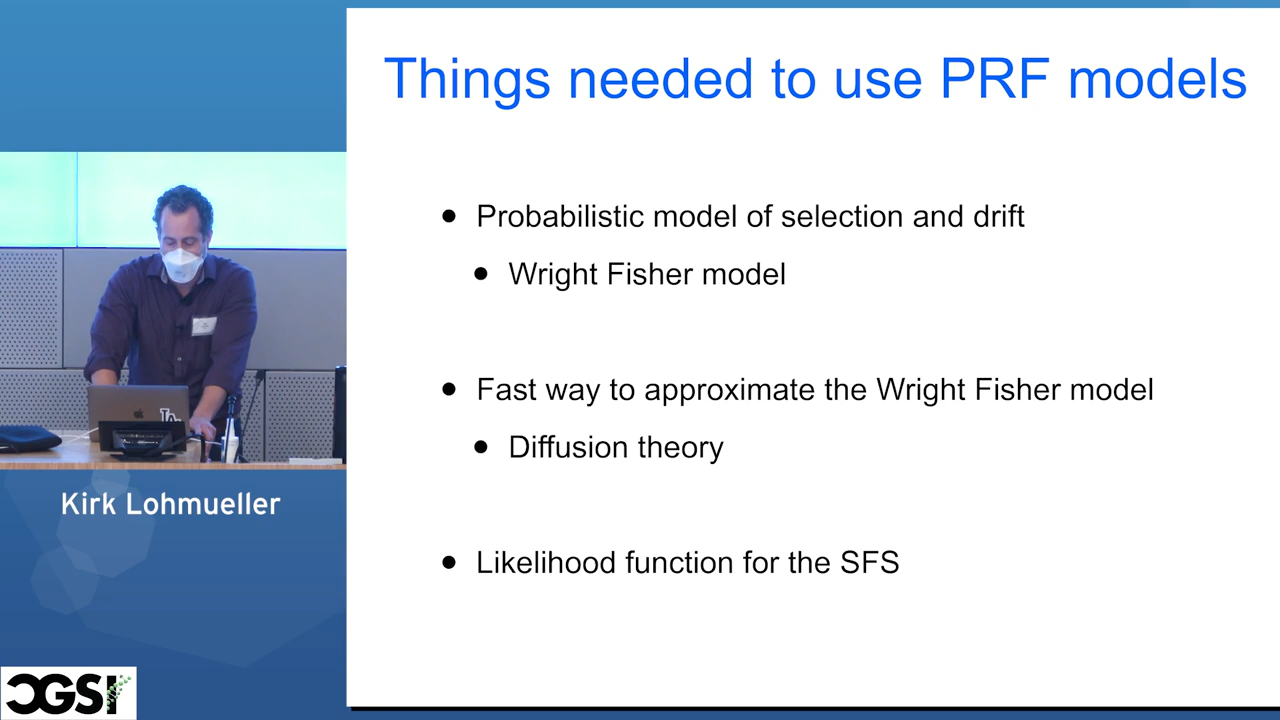 Things needed to use PRF models
• Probabilistic model of selection and drift
• Wright Fisher model
• Fast way to approximate the Wright Fisher model
• Diffusion theory
• Likelihood function for the SFS
LA
Kirk Lohmueller
CGSI